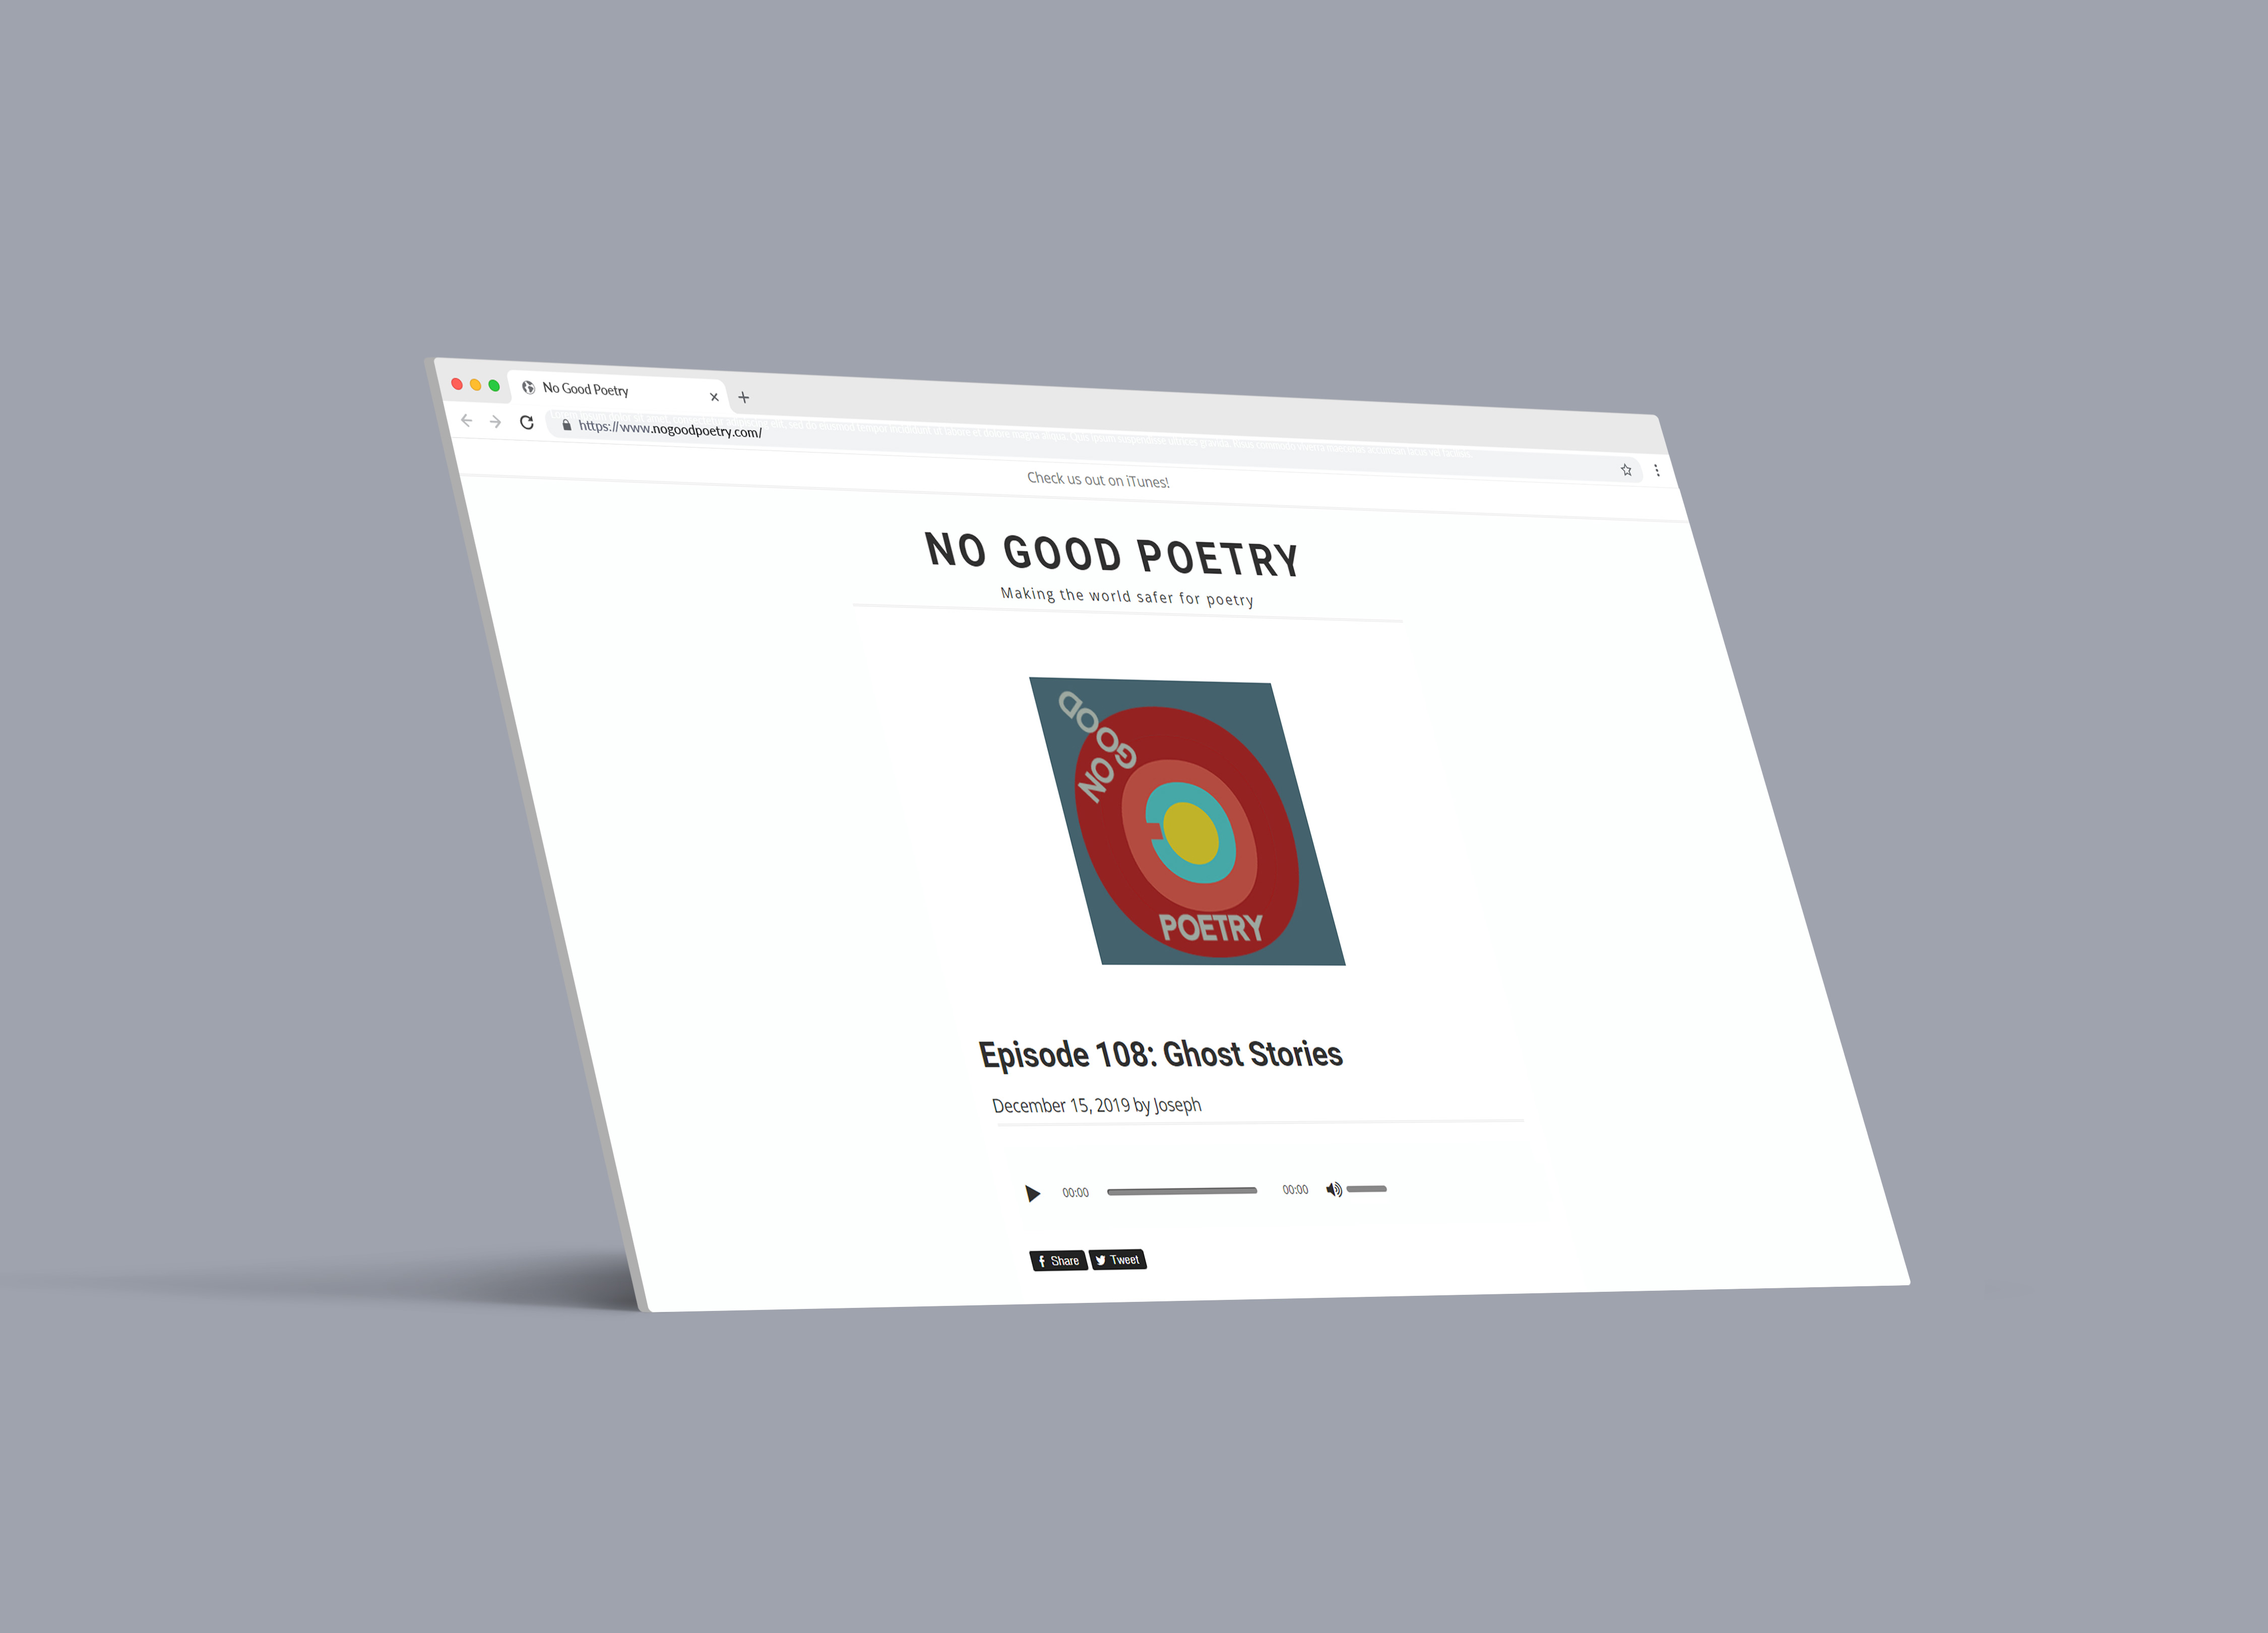 No Good Poetry
https://www.nogoodpoetry.com/
Check us out on iTunes!
NO GOOD POETRY
Making the world safer for poetry
NO GOOD
POETRY
Episode 108: Ghost Stories
December 15, 2019 by Joseph
00:00 00:00
Share Tweet